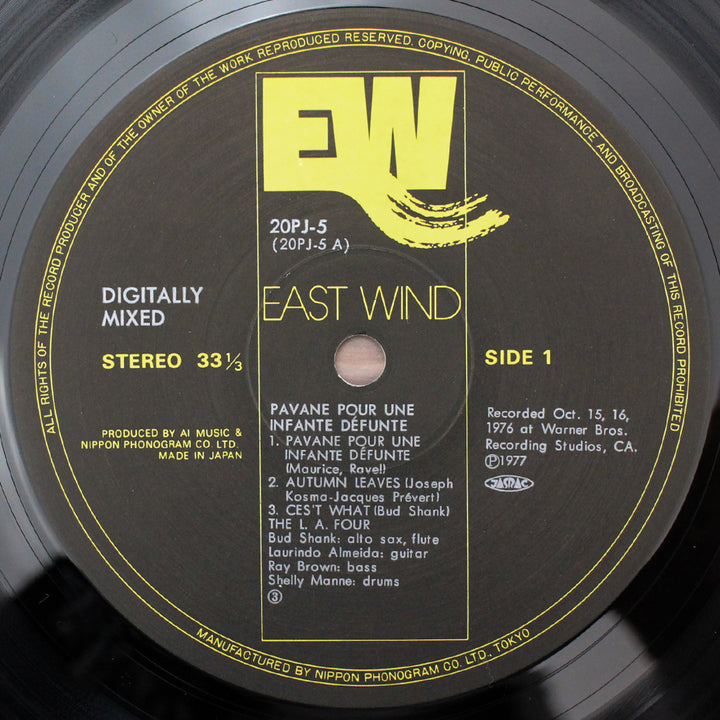 ALL RIGHTS OF THE RECORD PRODUCER AND OF THE OWNER OF THE WORK REPRODUCED RESERVED. COPYING, PUBLIC PERFORMANCE AND BROADCASTING OF THIS RECORD PROHIBITED
EW
20PJ-5
(20PJ-5 A)
EAST WIND
DIGITALLY
MIXED
STEREO 33 1/3
SIDE 1
PRODUCED BY AI MUSIC &
NIPPON PHONOGRAM CO. LTD.
MADE IN JAPAN
PAVANE POUR UNE
INFANTE DÉFUNTE
1. PAVANE POUR UNE
INFANTE DÉFUNTE
(Maurice, Ravel)
2. AUTUMN LEAVES (Joseph
Kosma-Jacques Prévert)
3. CES'T WHAT (Bud Shank)
THE L. A. FOUR
Bud Shank: alto sax, flute
Laurindo Almeida: guitar
Ray Brown: bass
Shelly Manne: drums
③
Recorded Oct. 15, 16,
1976 at Warner Bros.
Recording Studios, CA.
Ⓟ1977
JASRAC
MANUFACTURED BY NIPPON PHONOGRAM CO. LTD., TOKYO